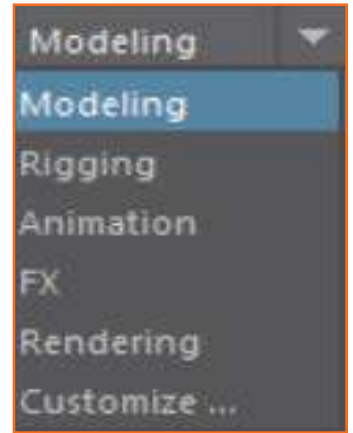 Modeling
Modeling
Rigging
Animation
FX
Rendering
Customize ...